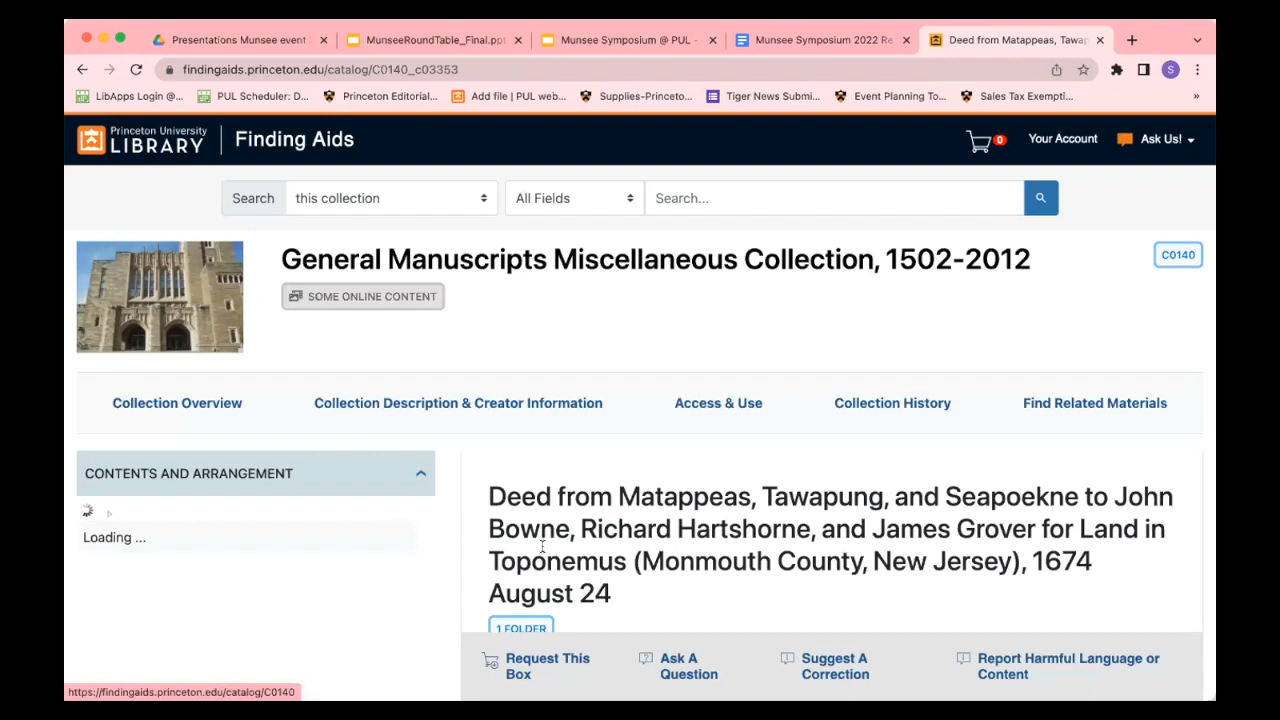 Presentations Munsee event
MunseeRoundTable_Final.ppt
Munsee Symposium @ PUL -
Munsee Symposium 2022 Re
Deed from Matappeas, Tawap
findingaids.princeton.edu/catalog/C0140_c03353
S
LibApps Login @...
PUL Scheduler: D...
Princeton Editorial...
Add file | PUL web...
Supplies-Princeto...
Tiger News Submi...
Event Planning To...
Sales Tax Exempti...
»
Princeton University
LIBRARY
Finding Aids
0
Your Account
Ask Us!
Search
this collection
All Fields
Search...
General Manuscripts Miscellaneous Collection, 1502-2012
C0140
SOME ONLINE CONTENT
Collection Overview
Collection Description & Creator Information
Access & Use
Collection History
Find Related Materials
CONTENTS AND ARRANGEMENT
Loading ...
Deed from Matappeas, Tawapung, and Seapoekne to John
Bowne, Richard Hartshorne, and James Grover for Land in
Toponemus (Monmouth County, New Jersey), 1674
August 24
1 FOLDER
Request This
Box
Ask A
Question
Suggest A
Correction
Report Harmful Language or
Content
https://findingaids.princeton.edu/catalog/C0140